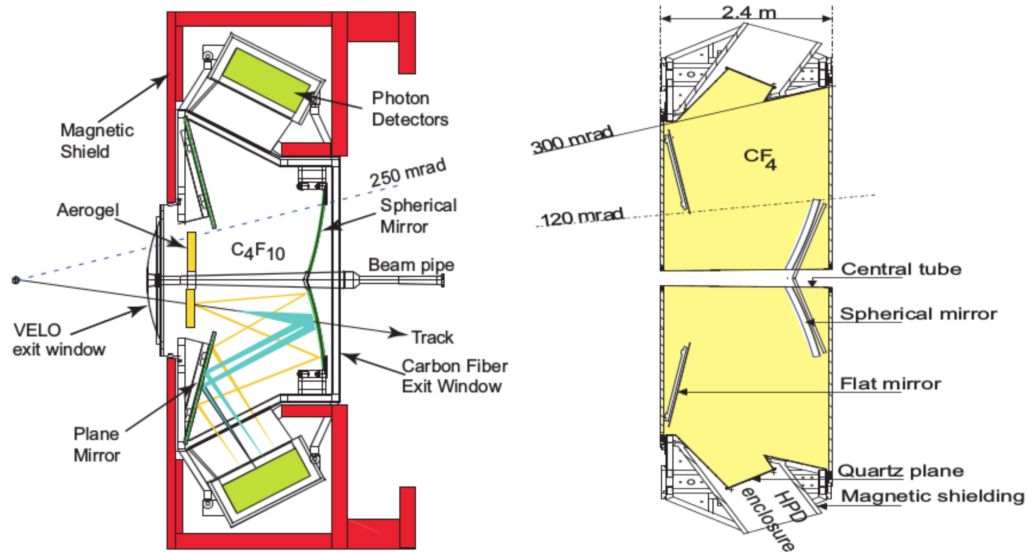 Magnetic
Shield
Photon
Detectors
250 mrad
Aerogel
Spherical
Mirror
C4F10
Beam pipe
VELO
exit window
Track
Carbon Fiber
Exit Window
Plane
Mirror
2.4 m
300 mrad
CF4
120 mrad
Central tube
Spherical mirror
Flat mirror
Quartz plane
Magnetic shielding
HPD
enclosure